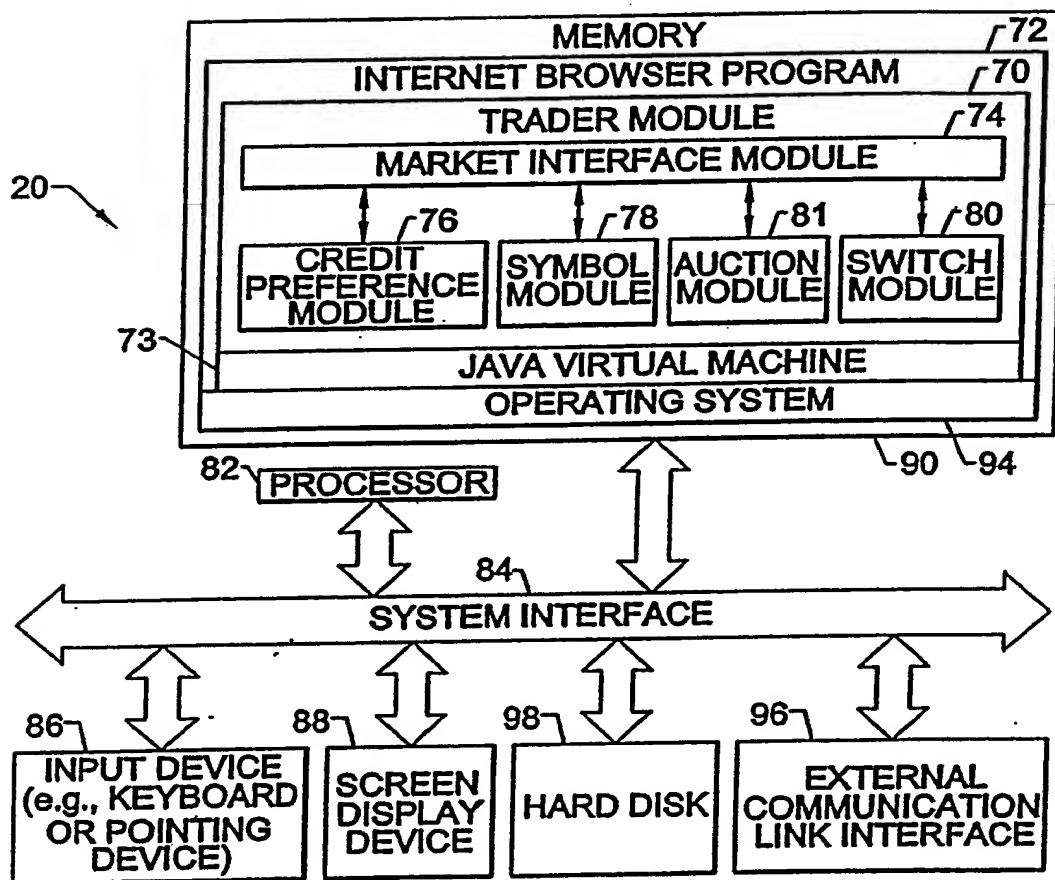 MEMORY
72
INTERNET BROWSER PROGRAM
70
TRADER MODULE
74
MARKET INTERFACE MODULE
20
76
78
81
80
CREDIT
PREFERENCE
MODULE
SYMBOL
MODULE
AUCTION
MODULE
SWITCH
MODULE
73
JAVA VIRTUAL MACHINE
OPERATING SYSTEM
82
PROCESSOR
90
94
84
SYSTEM INTERFACE
86
88
98
96
INPUT DEVICE
(e.g., KEYBOARD
OR POINTING
DEVICE)
SCREEN
DISPLAY
DEVICE
HARD DISK
EXTERNAL
COMMUNICATION
LINK INTERFACE